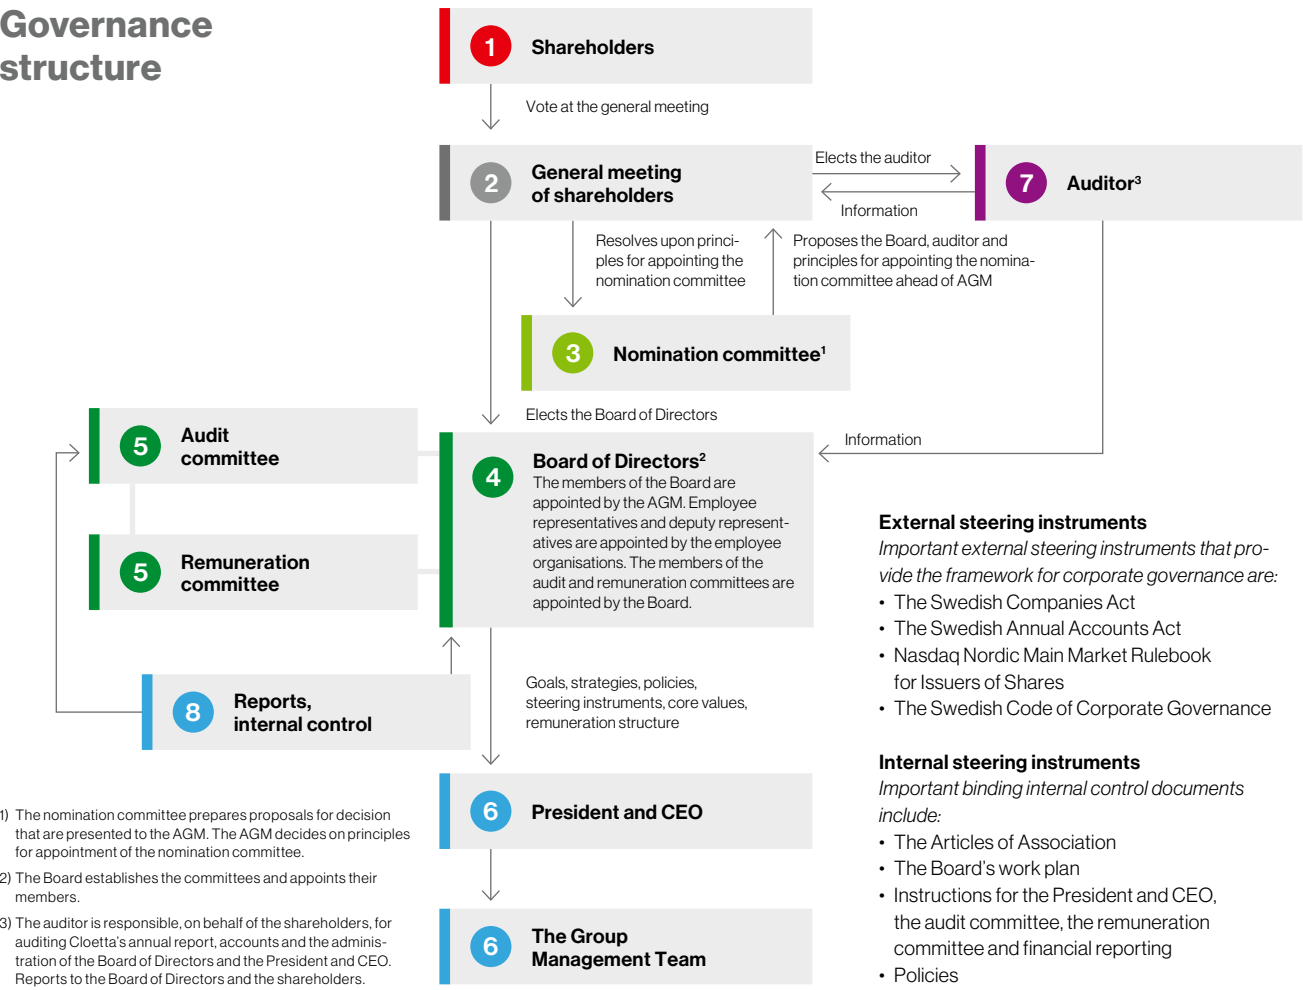 Governance
structure
1
Shareholders
Vote at the general meeting
2
General meeting
of shareholders
Elects the auditor
Information
7
Auditor³
Resolves upon princi-
ples for appointing the
nomination committee
Proposes the Board, auditor and
principles for appointing the nomina-
tion committee ahead of AGM
3
Nomination committee¹
Elects the Board of Directors
5
Audit
committee
5
Remuneration
committee
4
Board of Directors²
The members of the Board are
appointed by the AGM. Employee
representatives and deputy represent-
atives are appointed by the employee
organisations. The members of the
audit and remuneration committees are
appointed by the Board.
Information
8
Reports,
internal control
Goals, strategies, policies,
steering instruments, core values,
remuneration structure
6
President and CEO
6
The Group
Management Team
1) The nomination committee prepares proposals for decision
that are presented to the AGM. The AGM decides on principles
for appointment of the nomination committee.
2) The Board establishes the committees and appoints their
members.
3) The auditor is responsible, on behalf of the shareholders, for
auditing Cloetta's annual report, accounts and the adminis-
tration of the Board of Directors and the President and CEO.
Reports to the Board of Directors and the shareholders.
External steering instruments
Important external steering instruments that pro-
vide the framework for corporate governance are:
• The Swedish Companies Act
• The Swedish Annual Accounts Act
• Nasdaq Nordic Main Market Rulebook
for Issuers of Shares
• The Swedish Code of Corporate Governance
Internal steering instruments
Important binding internal control documents
include:
• The Articles of Association
• The Board's work plan
• Instructions for the President and CEO,
the audit committee, the remuneration
committee and financial reporting
• Policies